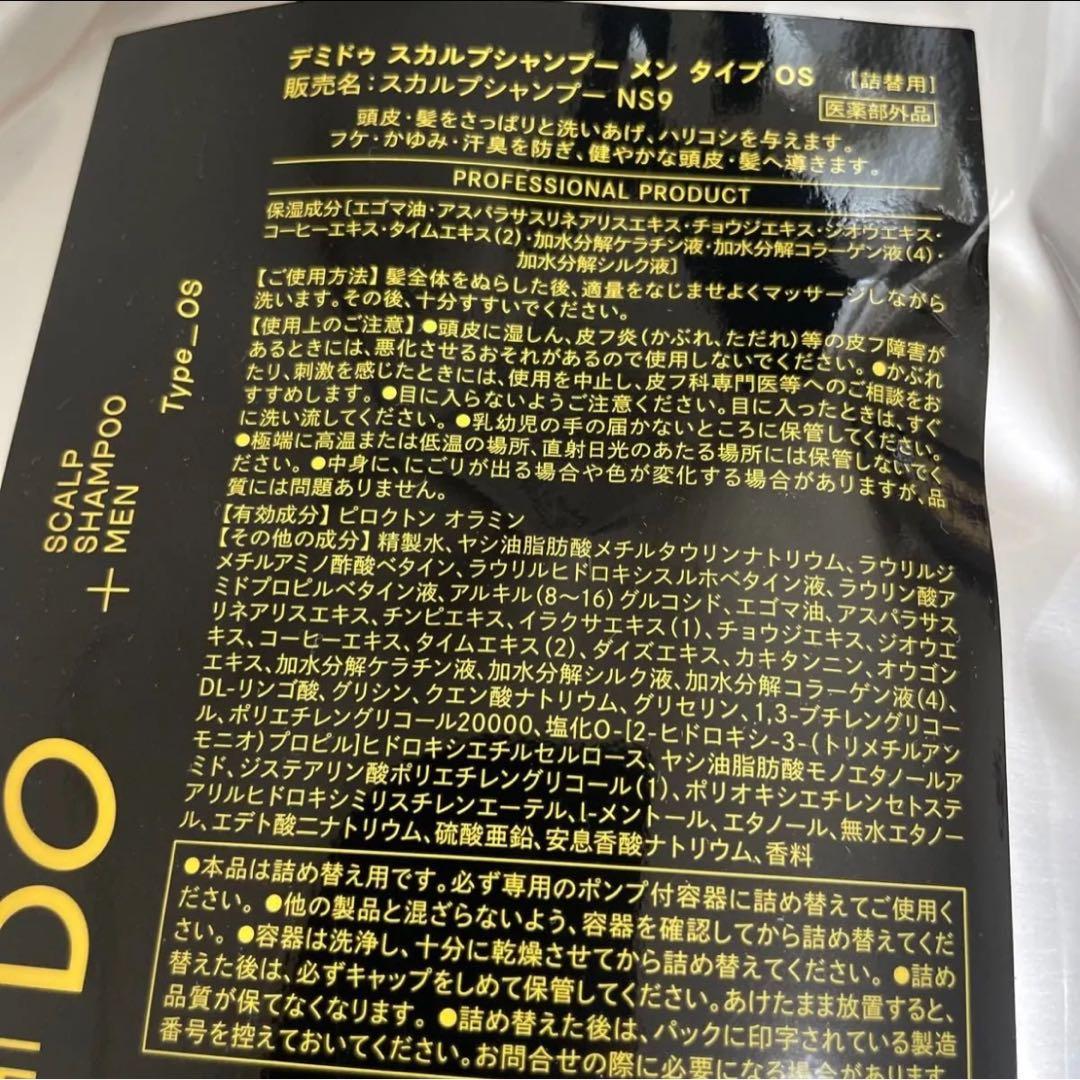 デミドゥ スカルプシャンプー メン タイプ OS [詰替用]
販売名：スカルプシャンプー NS9 医薬部外品
頭皮・髪をさっぱりと洗いあげ、ハリコシを与えます。
フケ・かゆみ・汗臭を防ぎ、健やかな頭皮・髪へ導きます。
PROFESSIONAL PRODUCT
保湿成分[エゴマ油・アスパラサスリネアリスエキス・チョウジエキス・ジオウエキス・
コーヒーエキス・タイムエキス(2)・加水分解ケラチン液・加水分解コラーゲン液(4)・
加水分解シルク液]
【ご使用方法】髪全体をぬらした後、適量をなじませよくマッサージしながら
洗います。その後、十分すすいでください。
【使用上のご注意】●頭皮に湿しん、皮フ炎(かぶれ、ただれ)等の皮フ障害が
あるときには、悪化させるおそれがあるので使用しないでください。●かぶれ
たり、刺激を感じたときには、使用を中止し、皮フ科専門医等へのご相談をお
すすめします。●目に入らないようご注意ください。目に入ったときは、すぐ
に洗い流してください。●乳幼児の手の届かないところに保管してください。
●極端に高温または低温の場所、直射日光のあたる場所には保管しないでく
ださい。●中身に、にごりが出る場合や色が変化する場合がありますが、品
質には問題ありません。
【有効成分】ピロクトン オラミン
【その他の成分】精製水、ヤシ油脂肪酸メチルタウリンナトリウム、ラウリルジ
メチルアミノ酢酸ベタイン、ラウリルヒドロキシスルホベタイン液、ラウリン酸ア
ミドプロピルベタイン液、アルキル(8〜16)グルコシド、エゴマ油、アスパラサス
リネアリスエキス、チンピエキス、イラクサエキス(1)、チョウジエキス、ジオウエ
キス、コーヒーエキス、タイムエキス(2)、ダイズエキス、カキタンニン、オウゴン
エキス、加水分解ケラチン液、加水分解シルク液、加水分解コラーゲン液(4)、
DL-リンゴ酸、グリシン、クエン酸ナトリウム、グリセリン、1,3-ブチレングリコー
ル、ポリエチレングリコール20000、塩化O-[2-ヒドロキシ-3-(トリメチルアン
モニオ)プロピル]ヒドロキシエチルセルロース、ヤシ油脂肪酸モノエタノールア
ミド、ジステアリン酸ポリエチレングリコール(1)、ポリオキシエチレンセトステ
アリルヒドロキシミリスチレンエーテル、l-メントール、エタノール、無水エタノー
ル、エデト酸二ナトリウム、硫酸亜鉛、安息香酸ナトリウム、香料
●本品は詰め替え用です。必ず専用のポンプ付容器に詰め替えてご使用く
ださい。●他の製品と混ざらないよう、容器を確認してから詰め替えてくだ
さい。●容器は洗浄し、十分に乾燥させてから詰め替えてください。●詰め
替えた後は、必ずキャップをしめて保管してください。あけたまま放置すると、
品質が保てなくなります。●詰め替えた後は、パックに印字されている製造
番号を控えておいてください。お問合せの際に必要になる場合があります
Type_OS
SCALP
SHAMPOO
+ MEN
DO